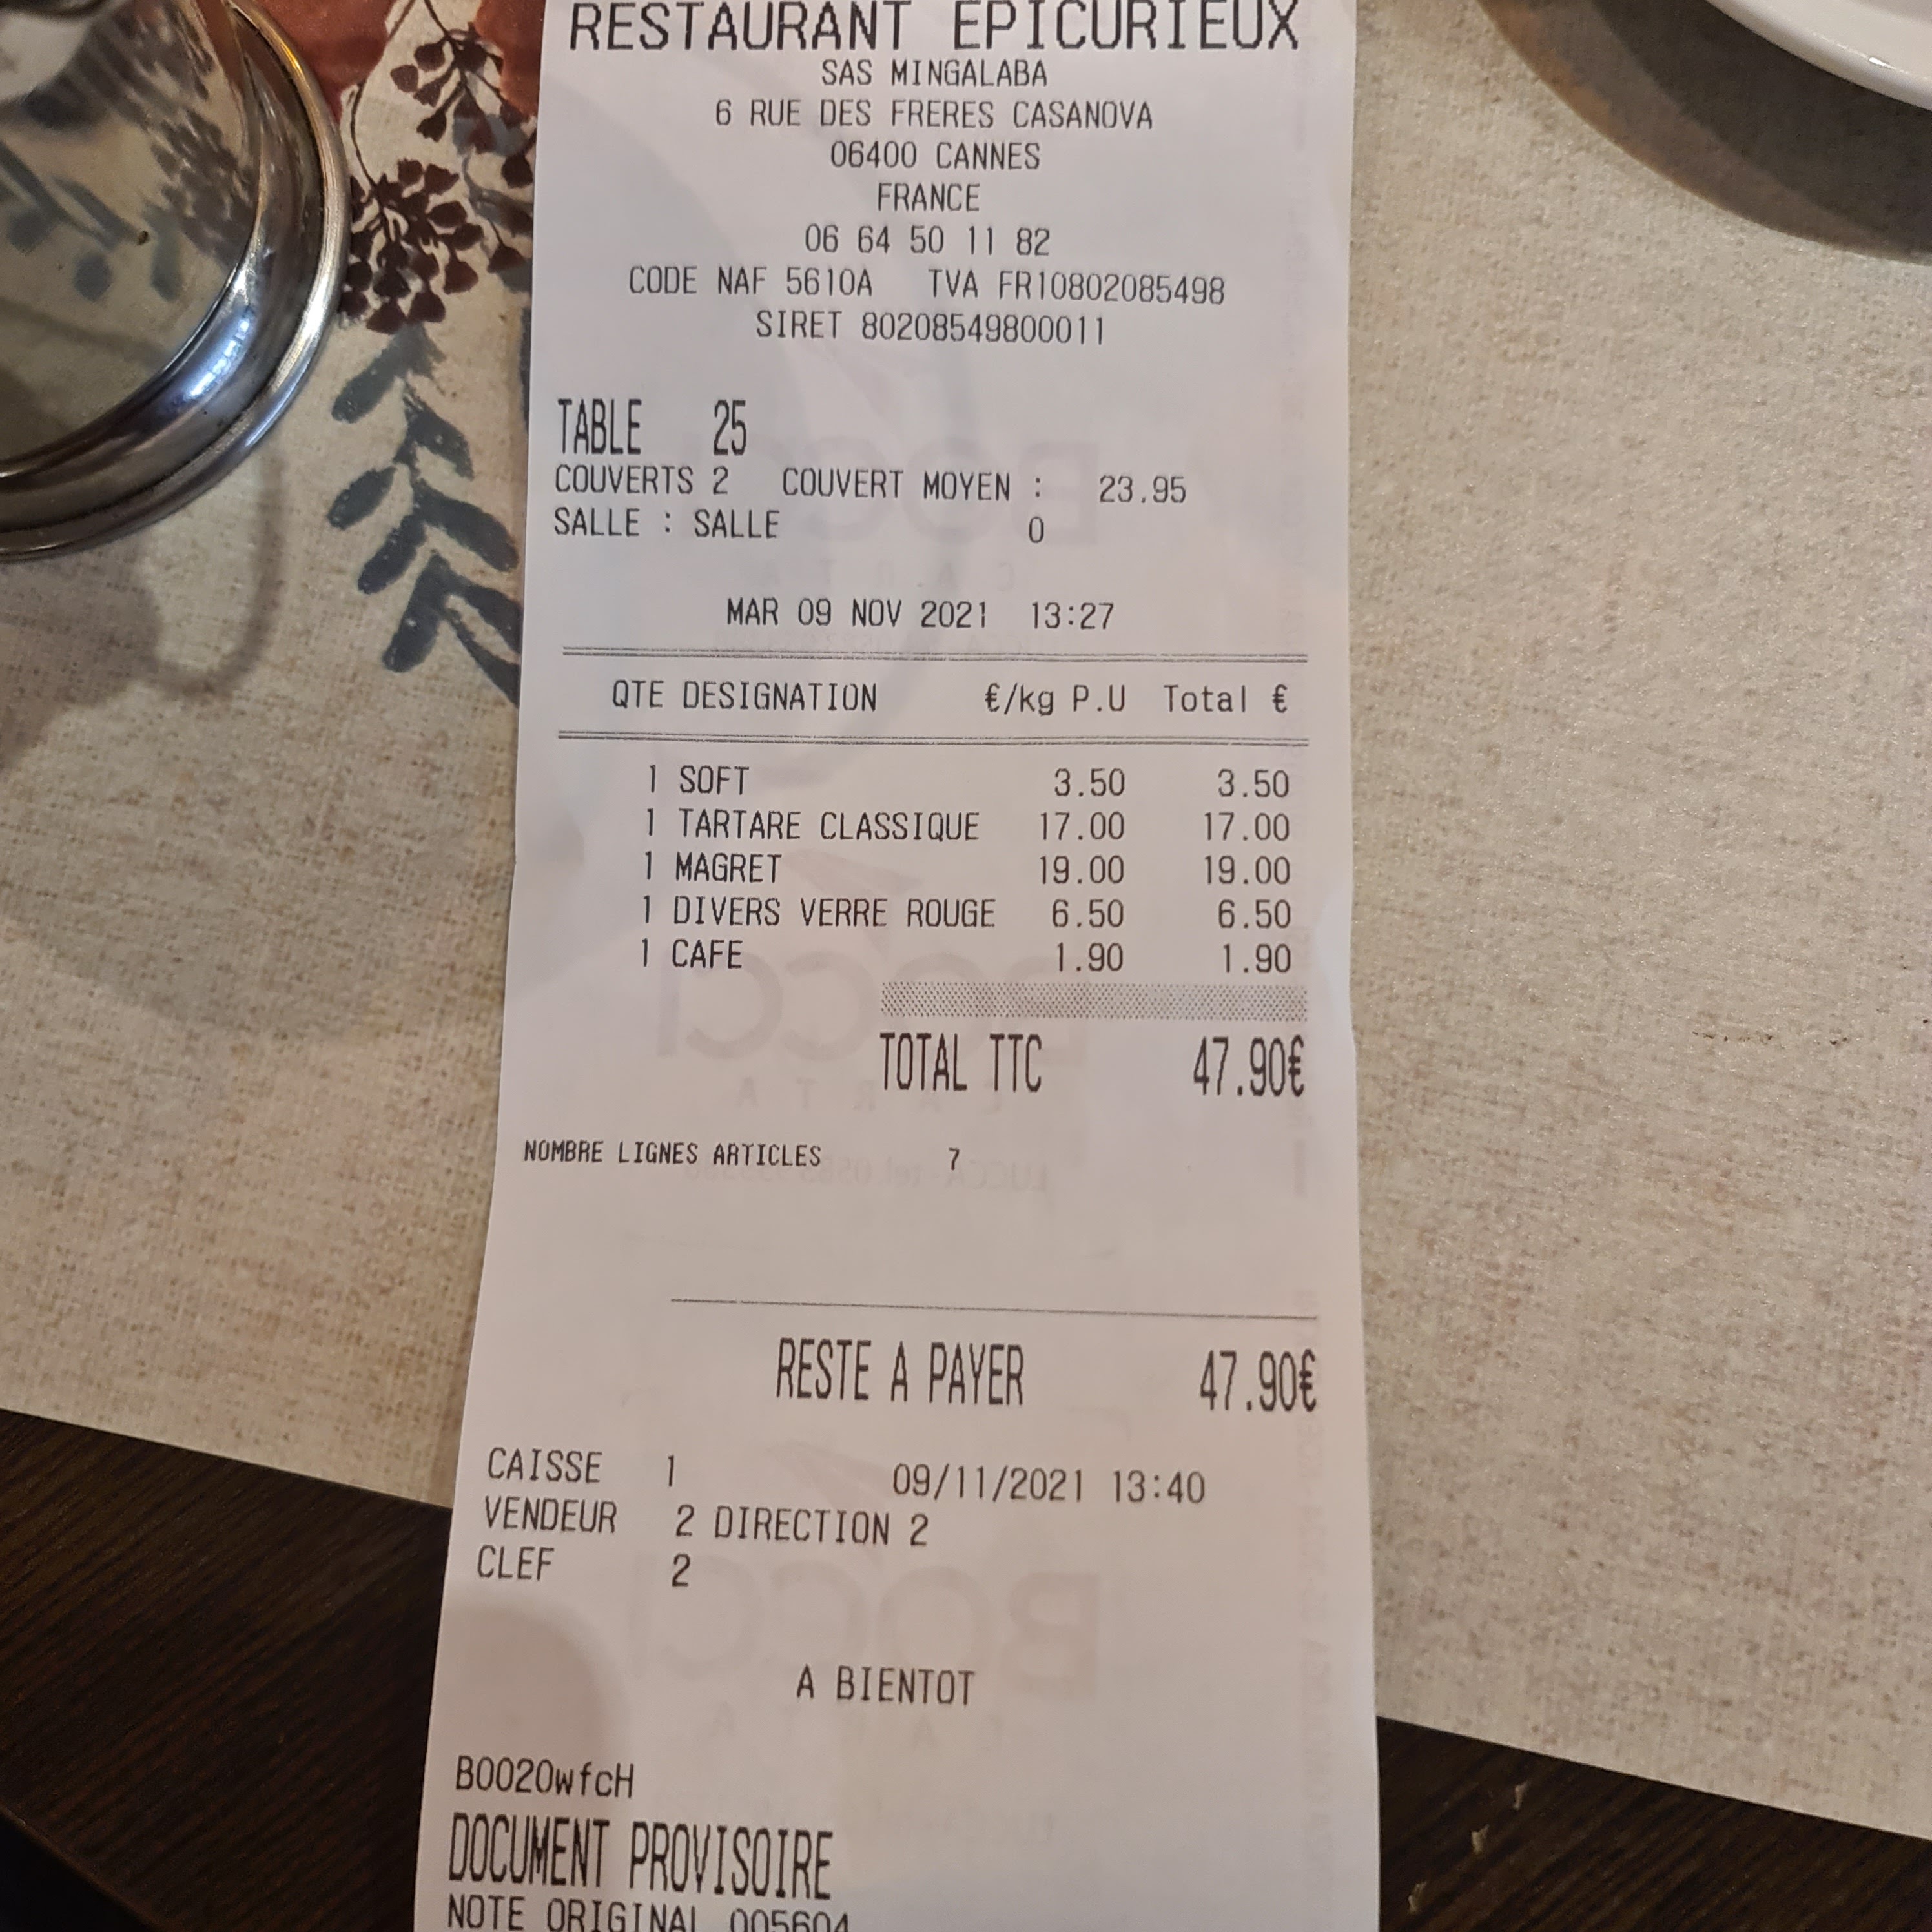 RESTAURANT EPICURIEUX
SAS MINGALABA
6 RUE DES FRERES CASANOVA
06400 CANNES
FRANCE
06 64 50 11 82
CODE NAF 5610A TVA FR10802085498
SIRET 80208549800011
TABLE 25
COUVERTS 2 COUVERT MOYEN : 23.95
SALLE : SALLE 0
MAR 09 NOV 2021 13:27
QTE DESIGNATION €/kg P.U Total €
1 SOFT 3.50 3.50
1 TARTARE CLASSIQUE 17.00 17.00
1 MAGRET 19.00 19.00
1 DIVERS VERRE ROUGE 6.50 6.50
1 CAFE 1.90 1.90
TOTAL TTC 47.90€
NOMBRE LIGNES ARTICLES 7
RESTE A PAYER 47.90€
CAISSE 1 09/11/2021 13:40
VENDEUR 2 DIRECTION 2
CLEF 2
A BIENTOT
B0020wfcH
DOCUMENT PROVISOIRE
NOTE ORIGINAL 005604